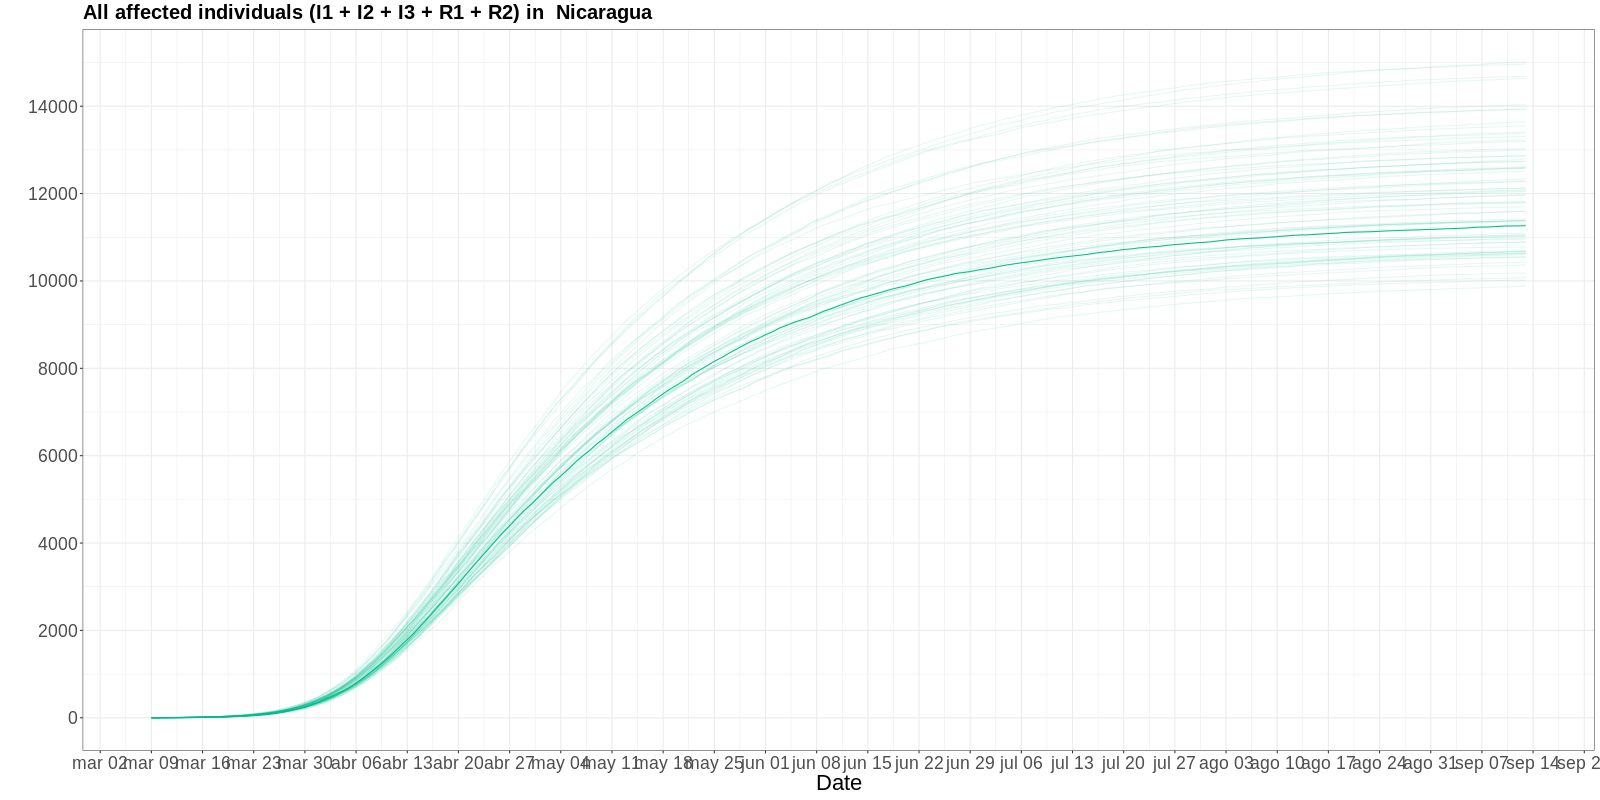 All affected individuals (I1 + I2 + I3 + R1 + R2) in  Nicaragua
14000
12000
10000
8000
6000
4000
2000
0
mar 02 mar 09 mar 16 mar 23 mar 30 abr 06 abr 13 abr 20 abr 27 may 04 may 11 may 18 may 25 jun 01 jun 08 jun 15 jun 22 jun 29 jul 06 jul 13 jul 20 jul 27 ago 03 ago 10 ago 17 ago 24 ago 31 sep 07 sep 14 sep 2
Date